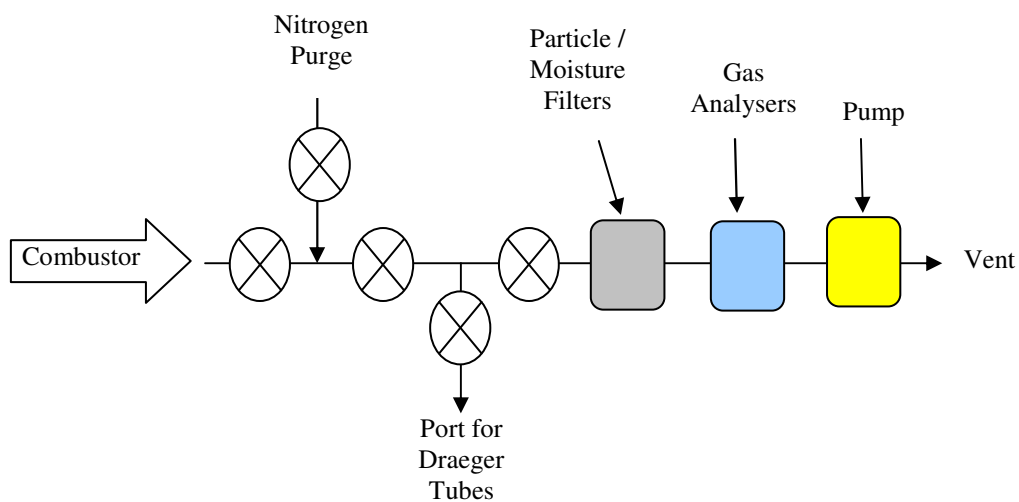 Nitrogen
Purge
Particle /
Moisture
Filters
Gas
Analysers
Pump
Combustor
Vent
Port for
Draeger
Tubes